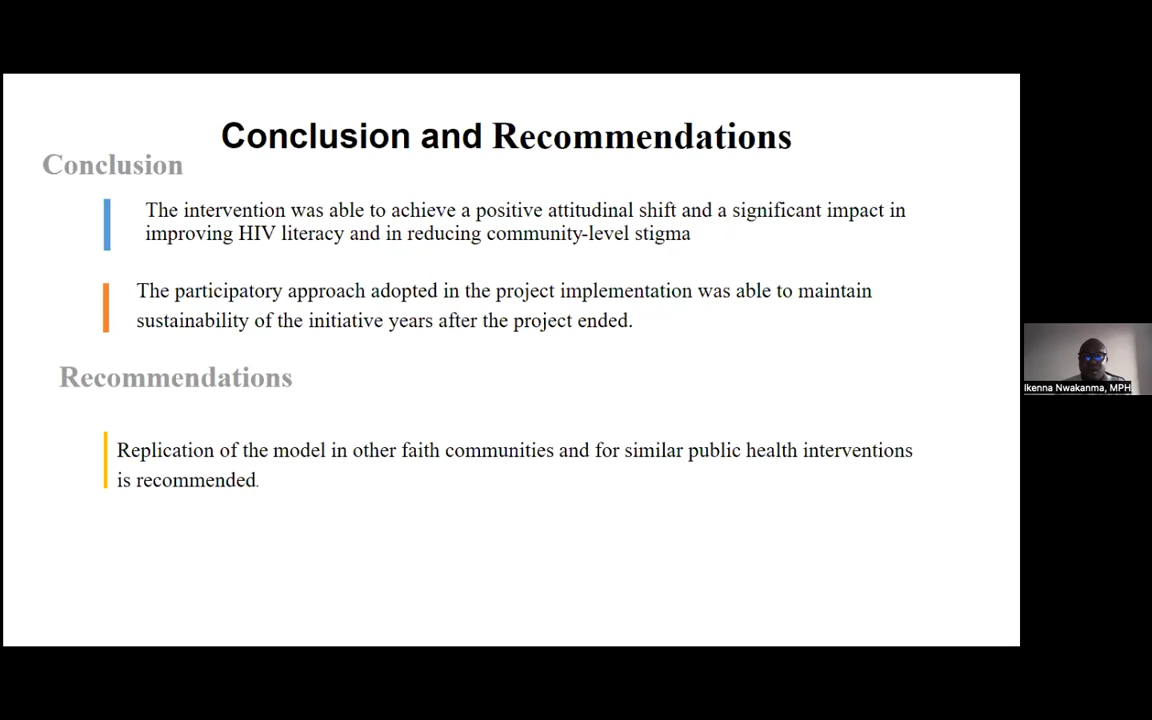 Conclusion and Recommendations
Conclusion
The intervention was able to achieve a positive attitudinal shift and a significant impact in
improving HIV literacy and in reducing community-level stigma
The participatory approach adopted in the project implementation was able to maintain
sustainability of the initiative years after the project ended.
Recommendations
Replication of the model in other faith communities and for similar public health interventions
is recommended.
Ikenna Nwakanma, MPH